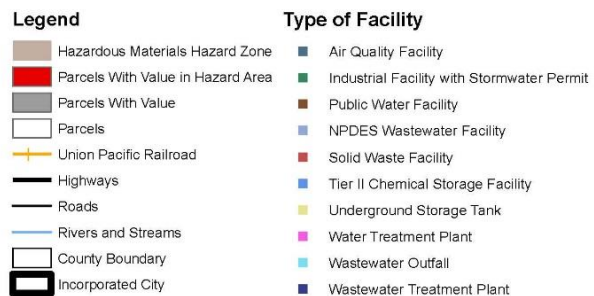 Legend
Hazardous Materials Hazard Zone
Parcels With Value in Hazard Area
Parcels With Value
Parcels
Union Pacific Railroad
Highways
Roads
Rivers and Streams
County Boundary
Incorporated City
Type of Facility
Air Quality Facility
Industrial Facility with Stormwater Permit
Public Water Facility
NPDES Wastewater Facility
Solid Waste Facility
Tier II Chemical Storage Facility
Underground Storage Tank
Water Treatment Plant
Wastewater Outfall
Wastewater Treatment Plant